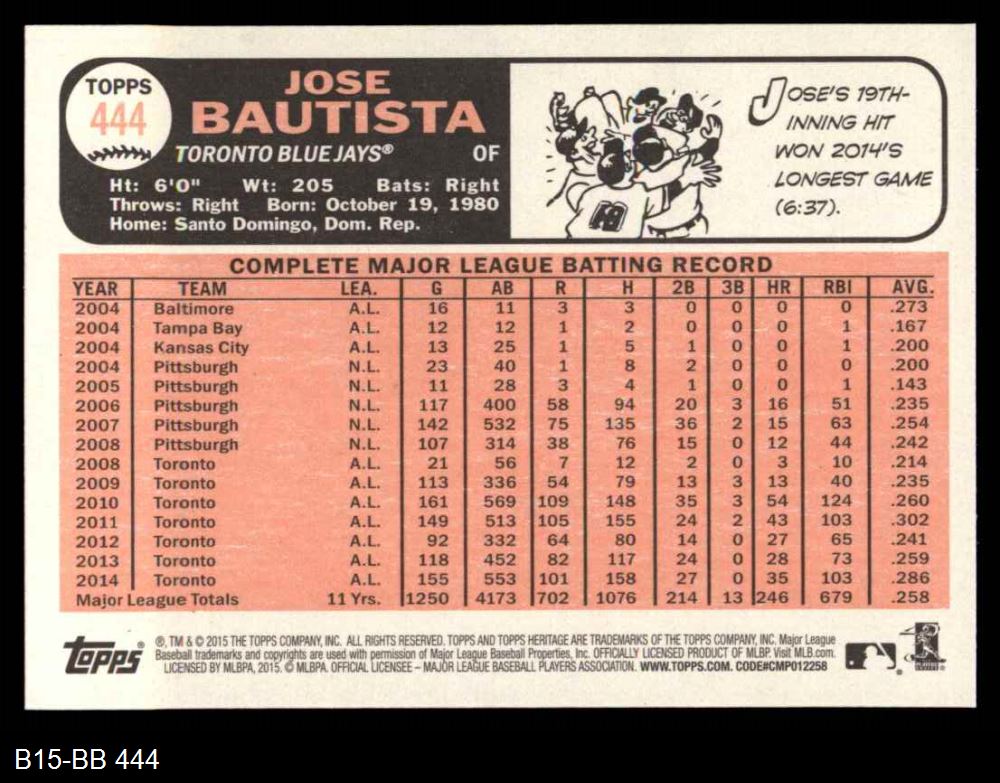 TOPPS
444
JOSE
BAUTISTA
TORONTO BLUE JAYS® OF
Ht: 6'0" Wt: 205 Bats: Right
Throws: Right Born: October 19, 1980
Home: Santo Domingo, Dom. Rep.
JOSE'S 19TH-
INNING HIT
WON 2014'S
LONGEST GAME
(6:37).
COMPLETE MAJOR LEAGUE BATTING RECORD
YEAR TEAM LEA. G AB R H 2B 3B HR RBI AVG.
2004 Baltimore A.L. 16 11 3 3 0 0 0 0 .273
2004 Tampa Bay A.L. 12 12 1 2 0 0 0 1 .167
2004 Kansas City A.L. 13 25 1 5 1 0 0 1 .200
2004 Pittsburgh N.L. 23 40 1 8 2 0 0 0 .200
2005 Pittsburgh N.L. 11 28 3 4 1 0 0 1 .143
2006 Pittsburgh N.L. 117 400 58 94 20 3 16 51 .235
2007 Pittsburgh N.L. 142 532 75 135 36 2 15 63 .254
2008 Pittsburgh N.L. 107 314 38 76 15 0 12 44 .242
2008 Toronto A.L. 21 56 7 12 2 0 3 10 .214
2009 Toronto A.L. 113 336 54 79 13 3 13 40 .235
2010 Toronto A.L. 161 569 109 148 35 3 54 124 .260
2011 Toronto A.L. 149 513 105 155 24 2 43 103 .302
2012 Toronto A.L. 92 332 64 80 14 0 27 65 .241
2013 Toronto A.L. 118 452 82 117 24 0 28 73 .259
2014 Toronto A.L. 155 553 101 158 27 0 35 103 .286
Major League Totals 11 Yrs. 1250 4173 702 1076 214 13 246 679 .258
Topps
®, TM & © 2015 THE TOPPS COMPANY, INC. ALL RIGHTS RESERVED. TOPPS AND TOPPS HERITAGE ARE TRADEMARKS OF THE TOPPS COMPANY, INC. Major League
Baseball trademarks and copyrights are used with permission of Major League Baseball Properties, Inc. OFFICIALLY LICENSED PRODUCT OF MLBP. Visit MLB.com.
LICENSED BY MLBPA, 2015. © MLBPA. OFFICIAL LICENSEE – MAJOR LEAGUE BASEBALL PLAYERS ASSOCIATION. WWW.TOPPS.COM. CODE#CMP012258
B15-BB 444